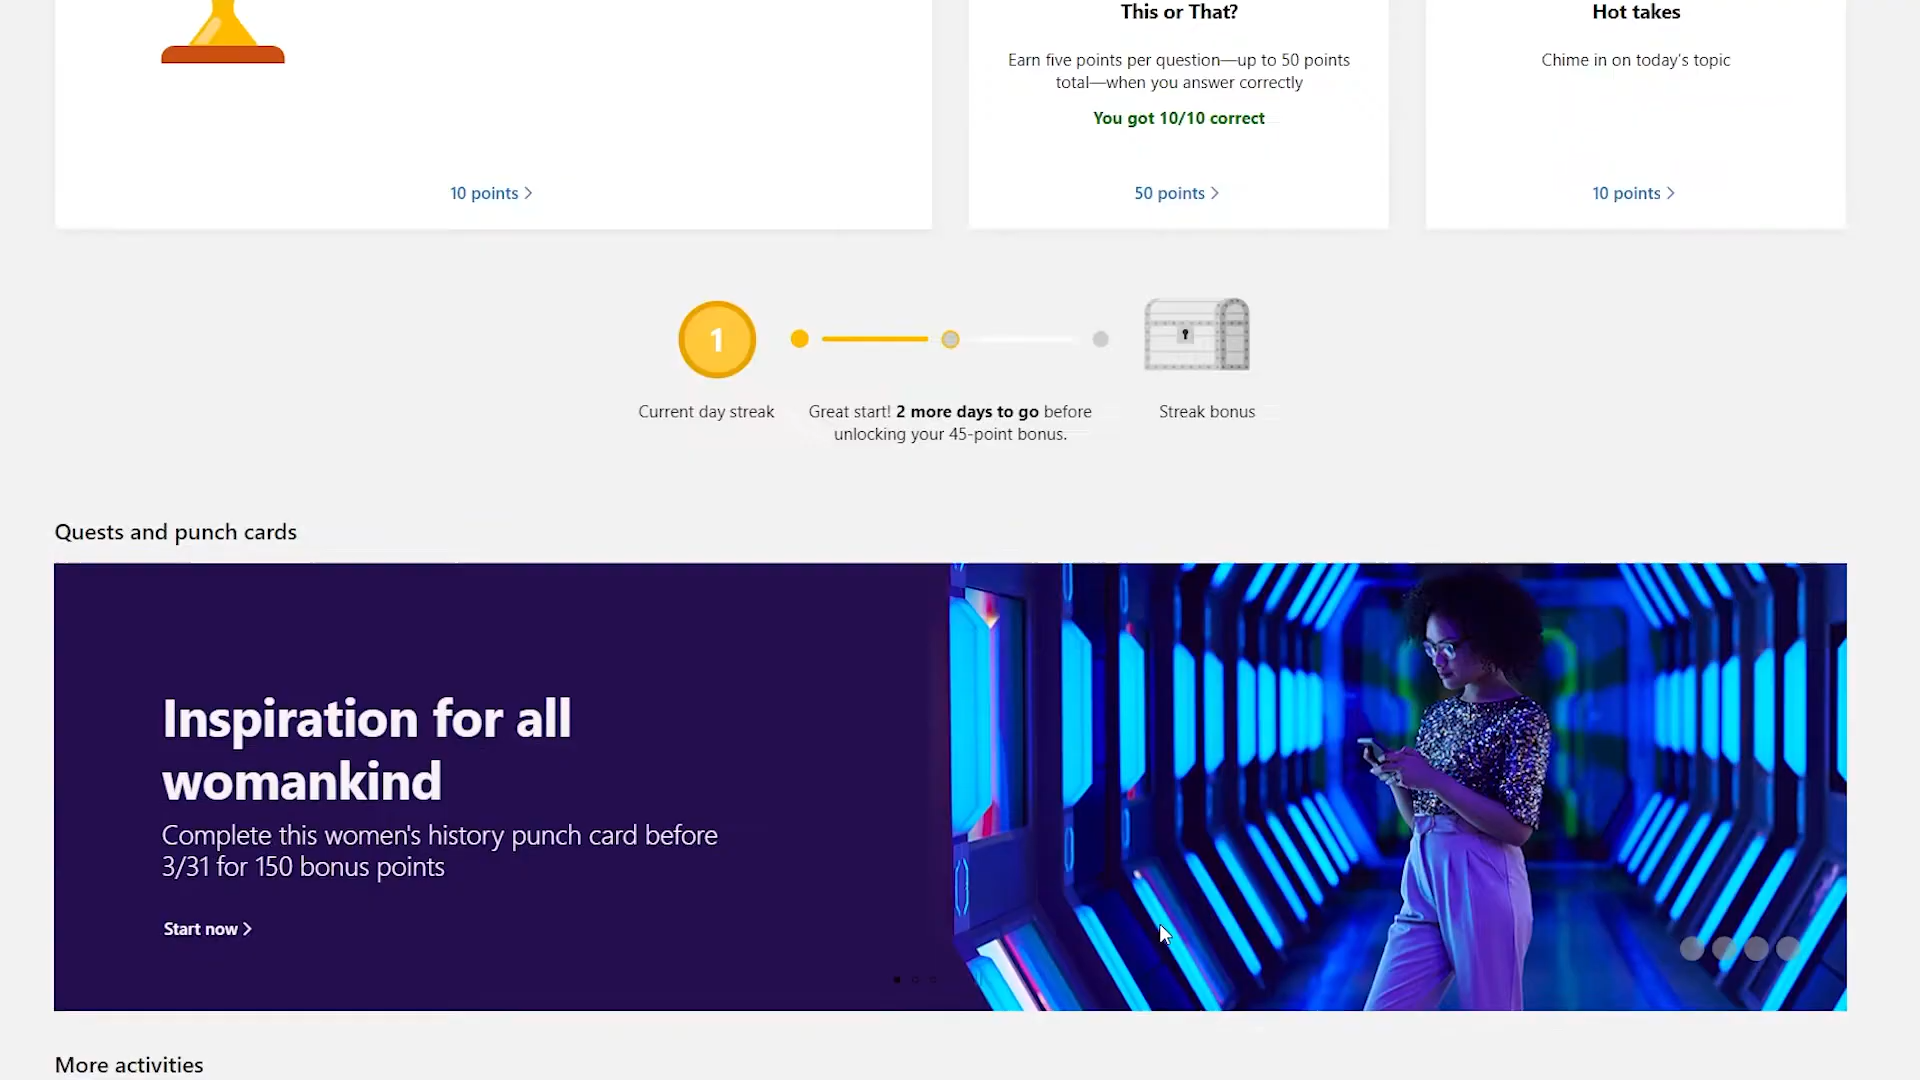 This or That?
Earn five points per question—up to 50 points
total—when you answer correctly
You got 10/10 correct
Hot takes
Chime in on today's topic
10 points
50 points
10 points
1
Current day streak
Great start! 2 more days to go before
unlocking your 45-point bonus.
Streak bonus
Quests and punch cards
Inspiration for all
womankind
Complete this women's history punch card before
3/31 for 150 bonus points
Start now
More activities